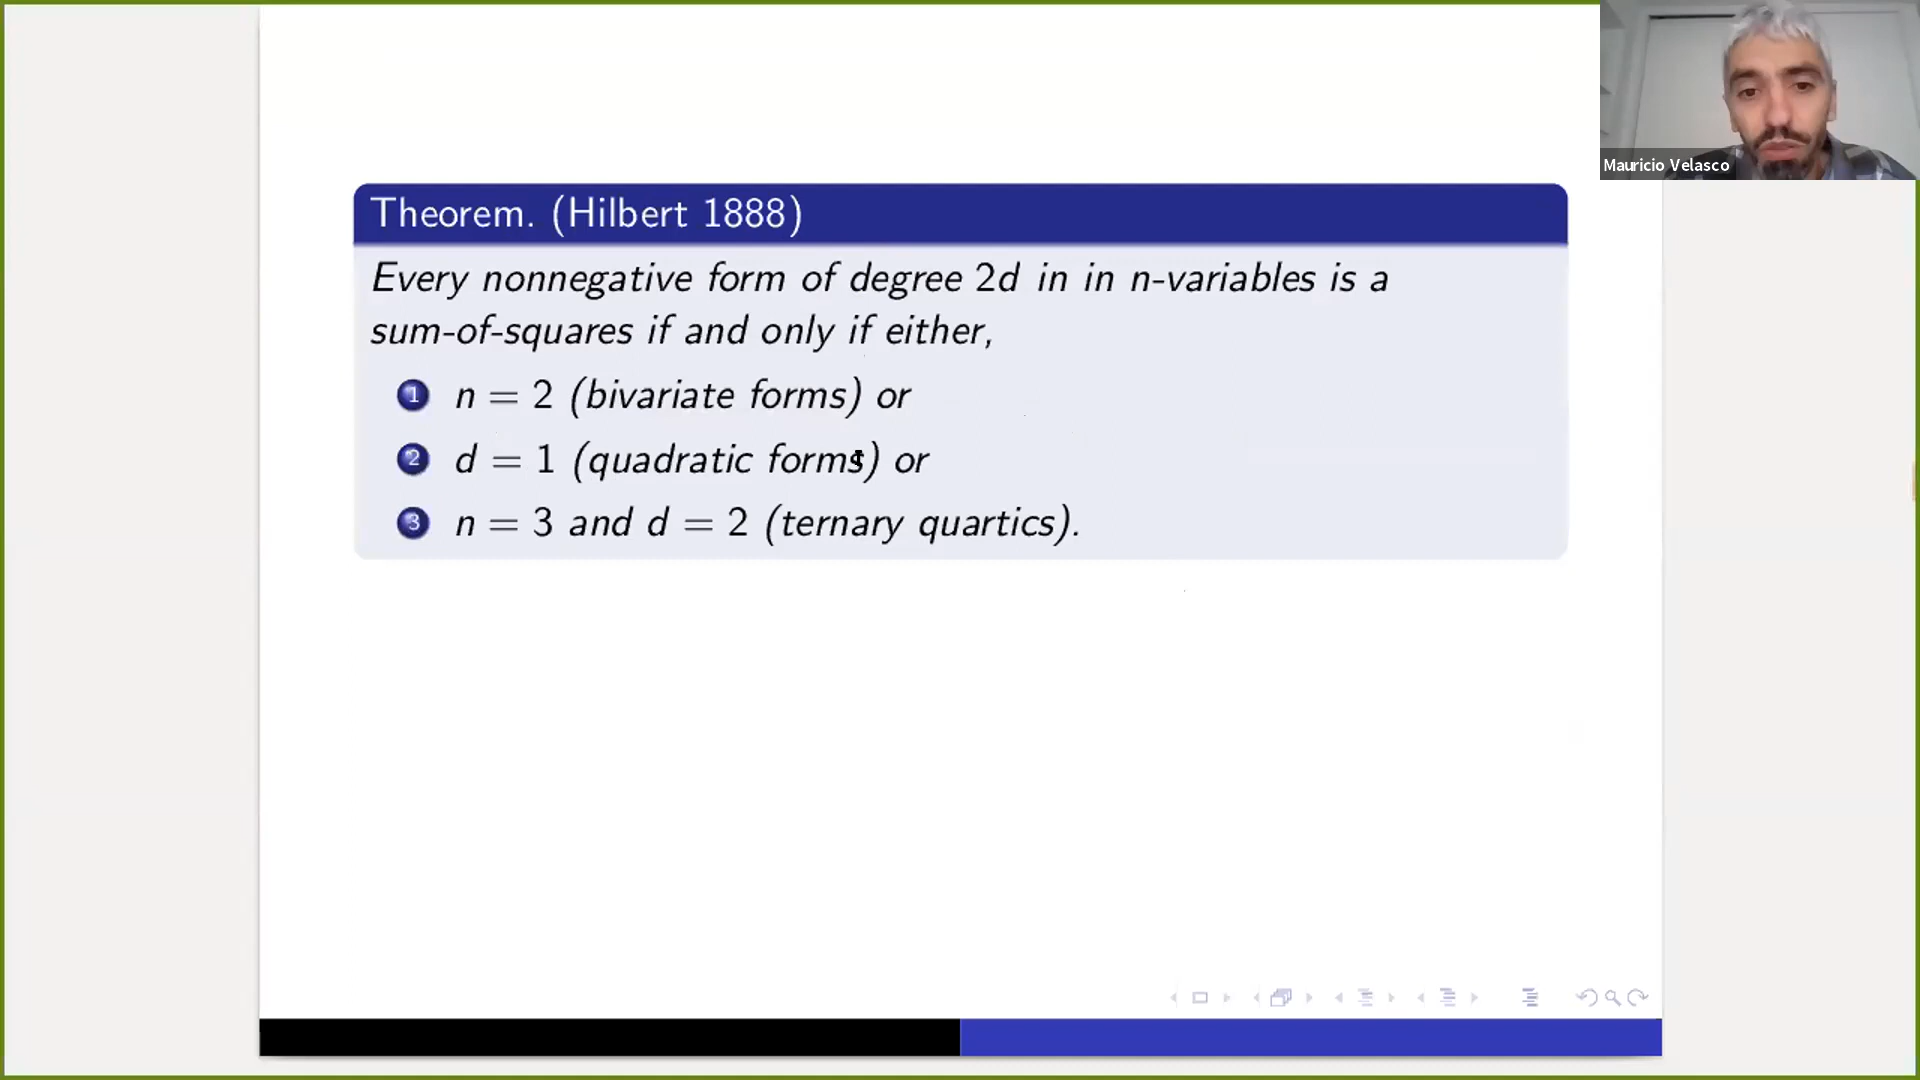 Mauricio Velasco
Theorem. (Hilbert 1888)
Every nonnegative form of degree 2d in in n-variables is a
sum-of-squares if and only if either,
1 n = 2 (bivariate forms) or
2 d = 1 (quadratic forms) or
3 n = 3 and d = 2 (ternary quartics).